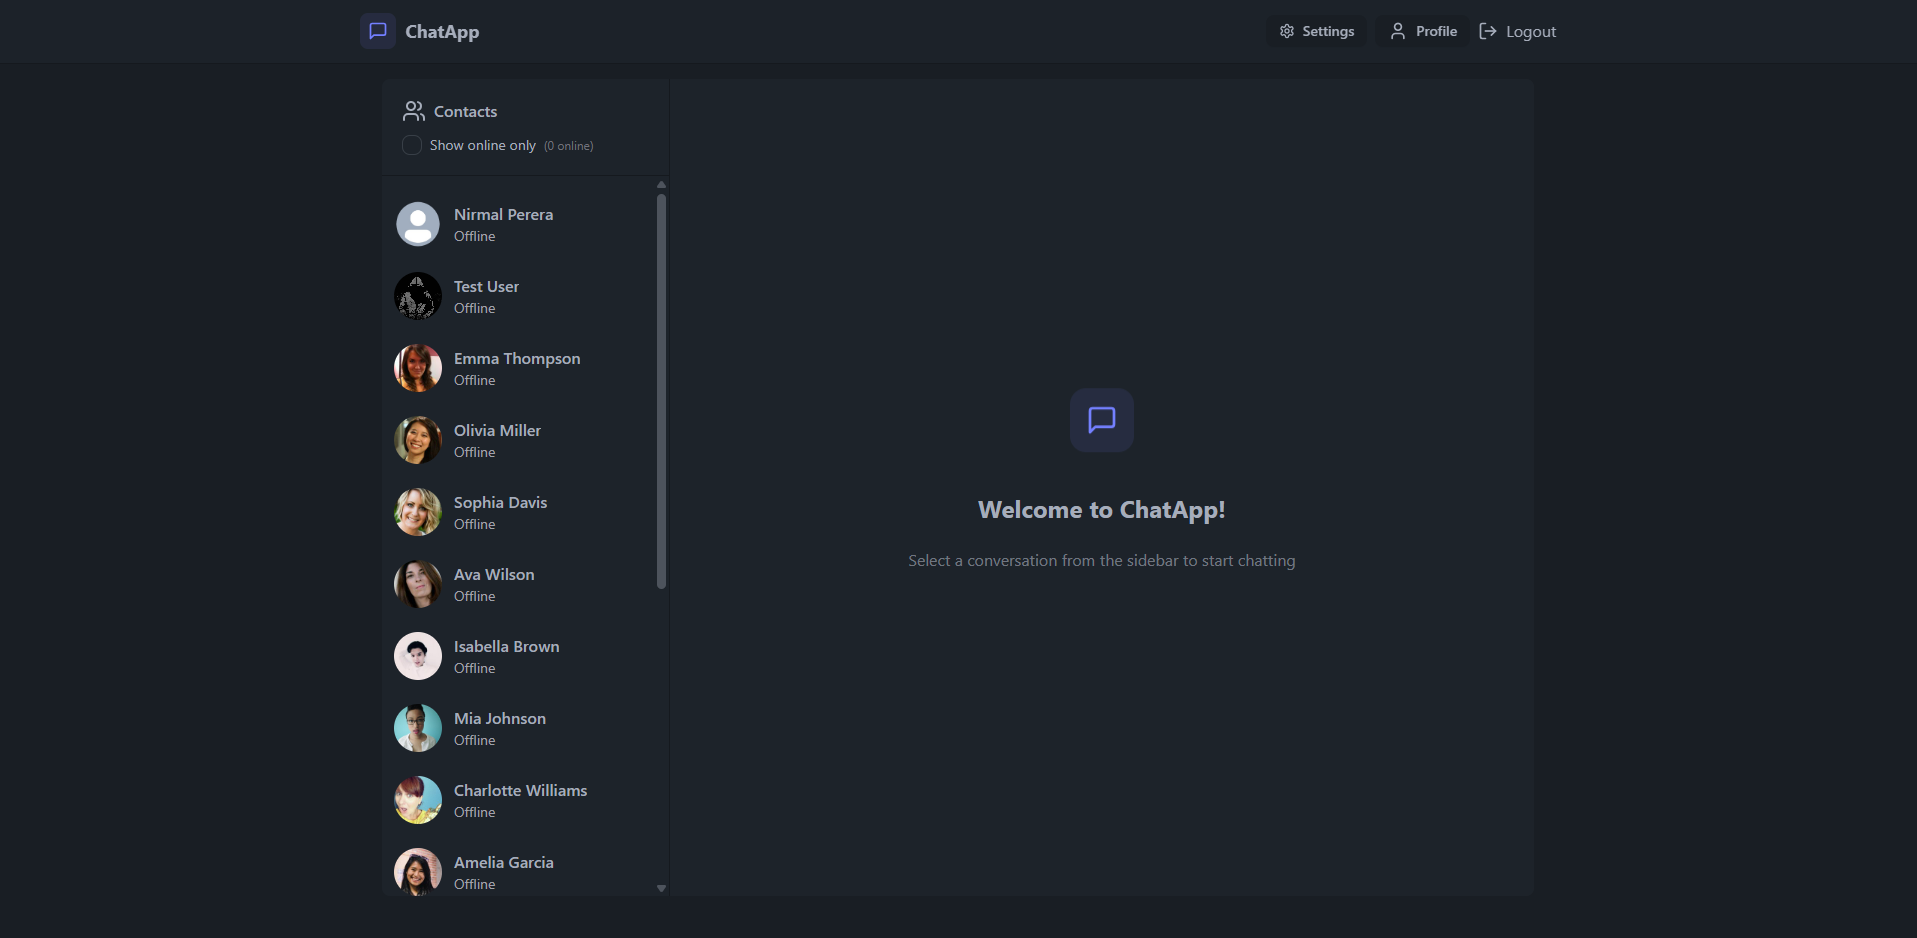 ChatApp
Settings
Profile
Logout
Contacts
Show online only (0 online)
Nirmal Perera
Offline
Test User
Offline
Emma Thompson
Offline
Olivia Miller
Offline
Sophia Davis
Offline
Ava Wilson
Offline
Isabella Brown
Offline
Mia Johnson
Offline
Charlotte Williams
Offline
Amelia Garcia
Offline
Welcome to ChatApp!
Select a conversation from the sidebar to start chatting